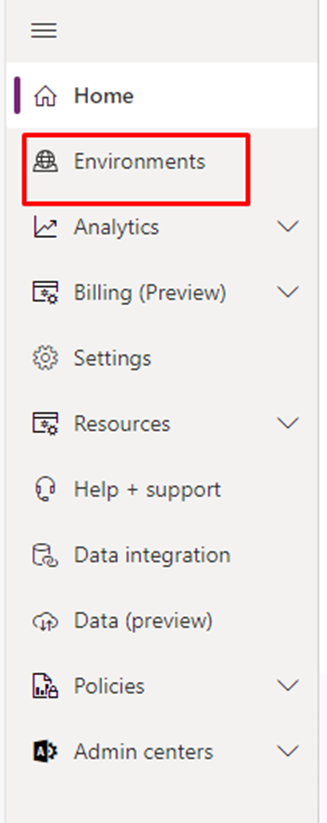 Home
Environments
Analytics
Billing (Preview)
Settings
Resources
Help + support
Data integration
Data (preview)
Policies
Admin centers